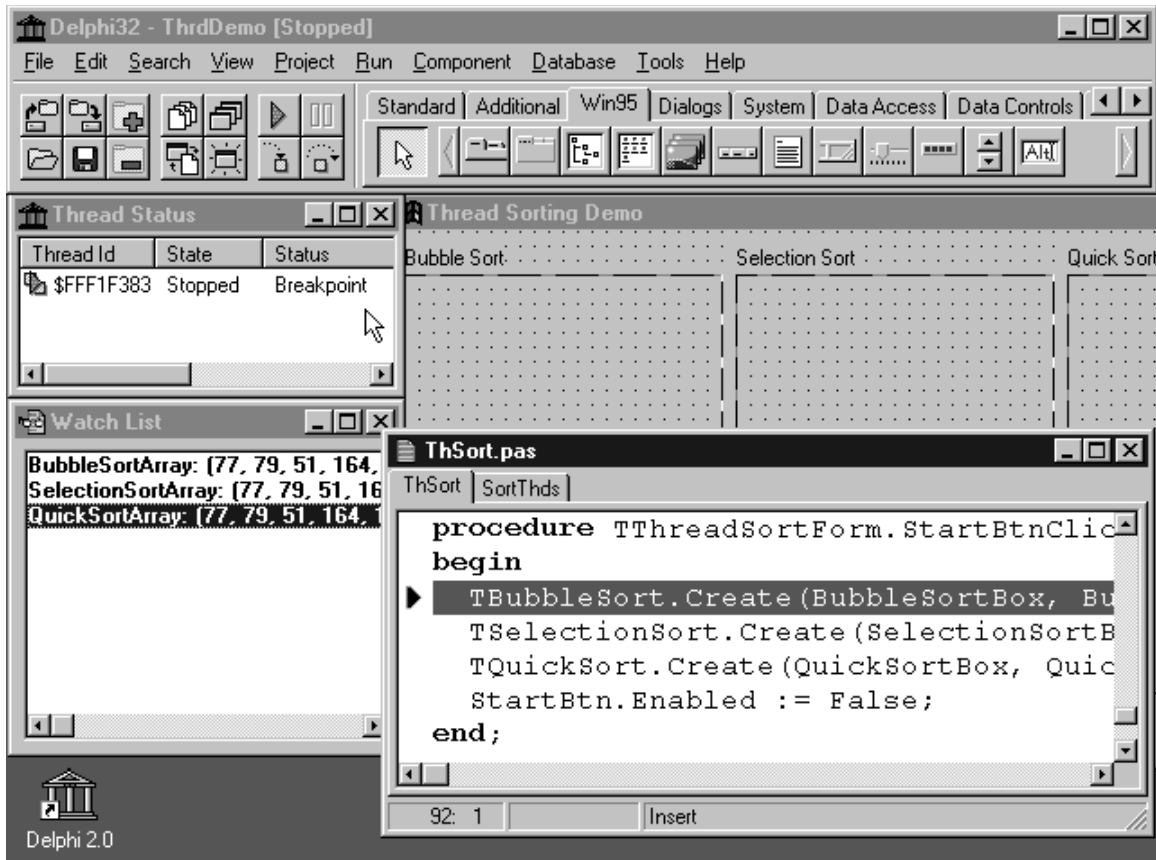 Delphi32 - ThrdDemo [Stopped]
File Edit Search View Project Run Component Database Tools Help
Standard Additional Win95 Dialogs System Data Access Data Controls
Thread Status
Thread Id State Status
$FFF1F383 Stopped Breakpoint
Thread Sorting Demo
Bubble Sort Selection Sort Quick Sort
Watch List
BubbleSortArray: (77, 79, 51, 164,
SelectionSortArray: (77, 79, 51, 16
QuickSortArray: (77, 79, 51, 164, 1
ThSort.pas
ThSort SortThds
procedure TThreadSortForm.StartBtnClic
begin
TBubbleSort.Create(BubbleSortBox, Bu
TSelectionSort.Create(SelectionSortB
TQuickSort.Create(QuickSortBox, Quic
StartBtn.Enabled := False;
end;
92: 1 Insert
Delphi 2.0